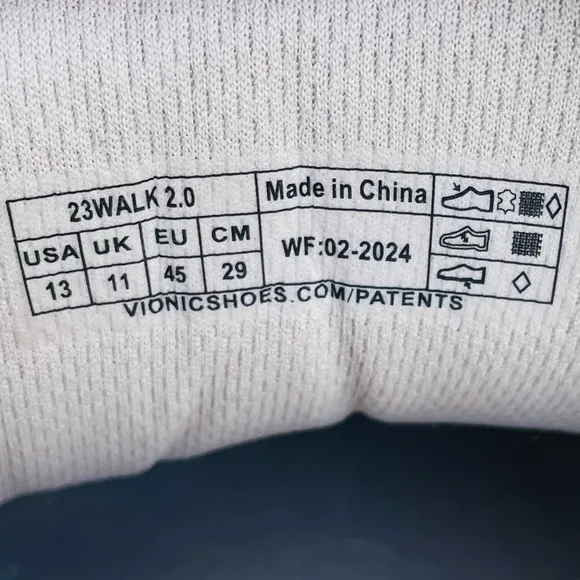 23WALK 2.0
Made in China
USA UK EU CM
13 11 45 29
WF:02-2024
VIONICSHOES.COM/PATENTS